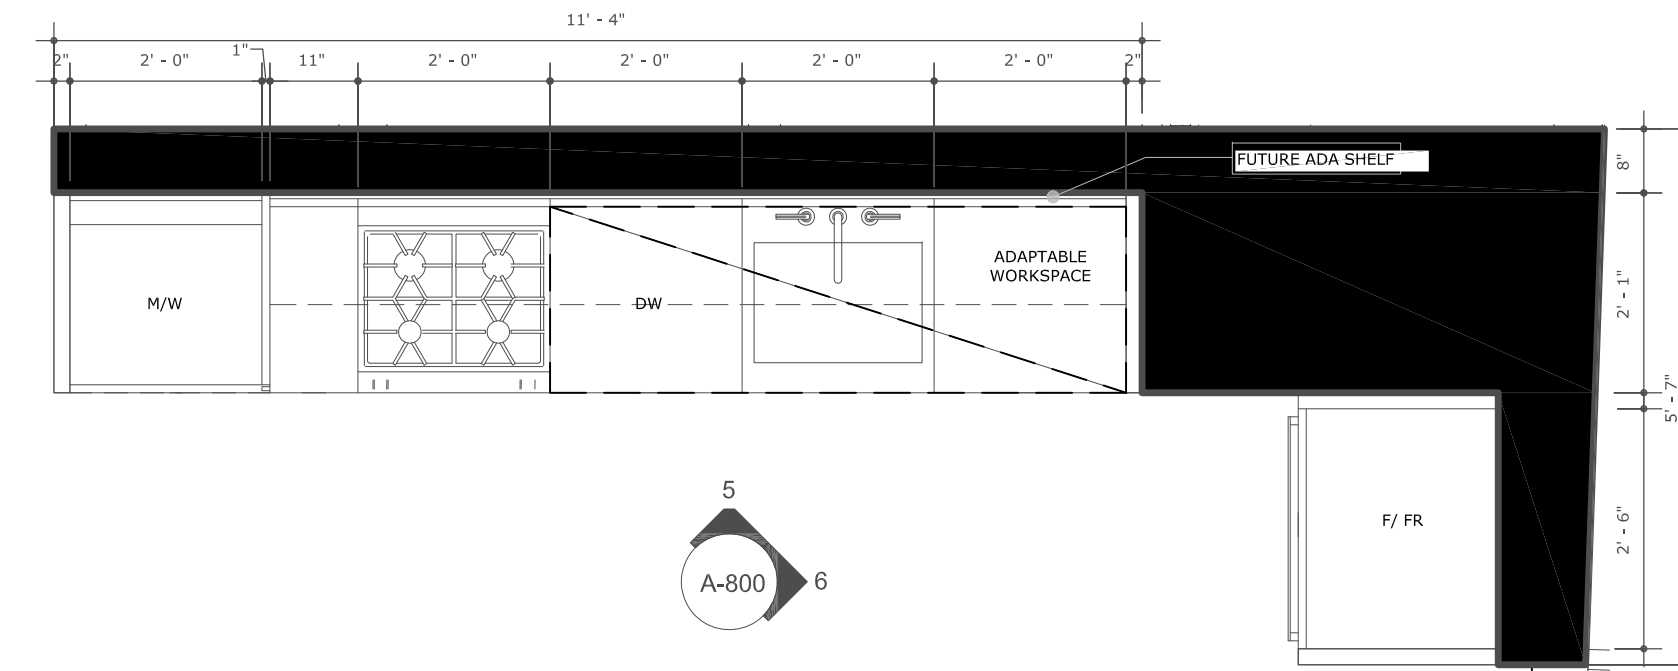 11' - 4"
2"
2' - 0"
1"
11"
2' - 0"
2' - 0"
2' - 0"
2' - 0"
2"
FUTURE ADA SHELF
8"
ADAPTABLE
WORKSPACE
M/W
DW
2' - 1"
5' - 7"
5
F/ FR
2' - 6"
A-800
6